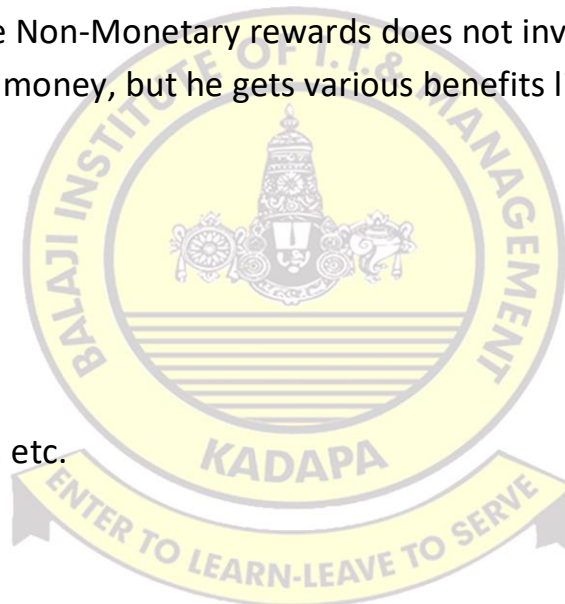 e Non-Monetary rewards does not inv
money, but he gets various benefits l
BALAJI INSTITUTE OF I.T.& MANAGEMENT
etc.
KADAPA
ENTER TO LEARN-LEAVE TO SERVE